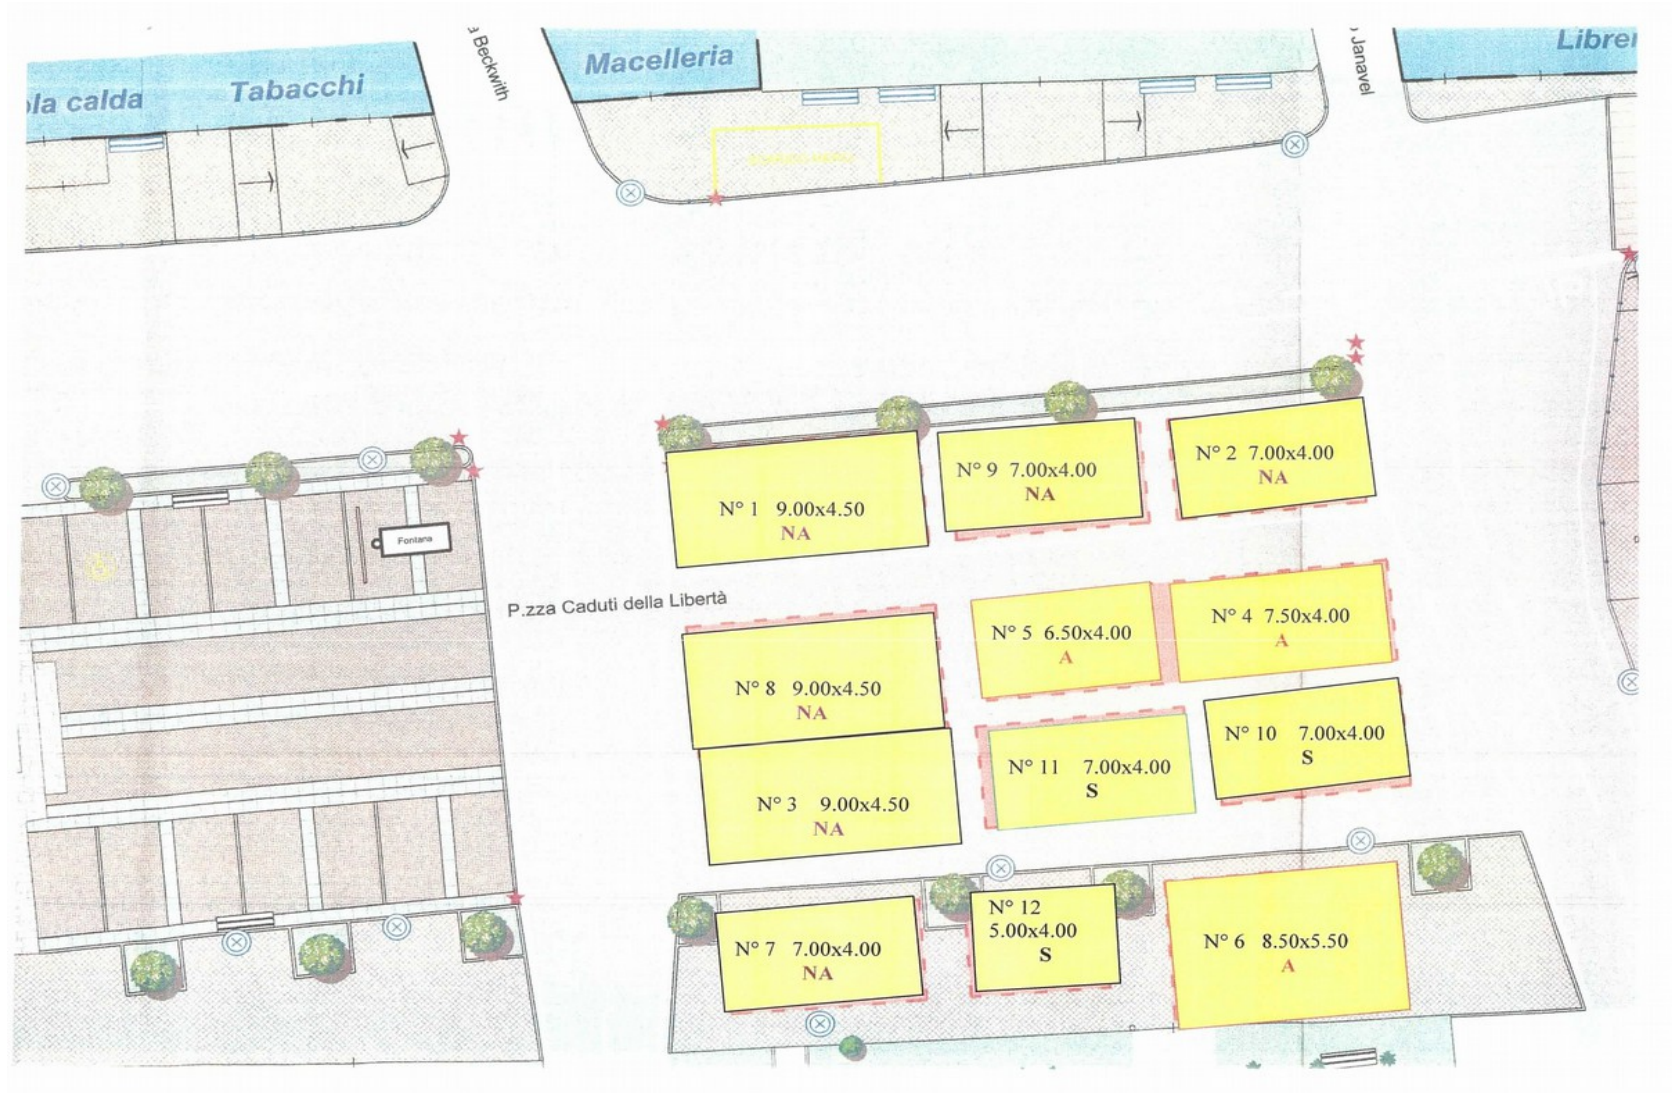 Tabacchi
Beckwith
Macelleria
Janavel
calda
Fontana
P.zza Caduti della Libertà
N° 1 9.00x4.50
NA
N° 9 7.00x4.00
NA
N° 2 7.00x4.00
NA
N° 8 9.00x4.50
NA
N° 5 6.50x4.00
A
N° 4 7.50x4.00
A
N° 3 9.00x4.50
NA
N° 11 7.00x4.00
S
N° 10 7.00x4.00
S
N° 7 7.00x4.00
NA
N° 12
5.00x4.00
S
N° 6 8.50x5.50
A